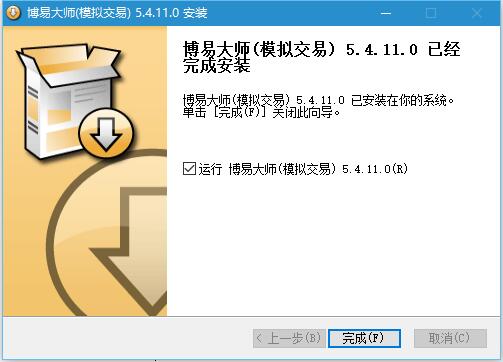 博易大师(模拟交易) 5.4.11.0 安装
博易大师(模拟交易) 5.4.11.0 已经
完成安装
博易大师(模拟交易) 5.4.11.0 已安装在你的系统。
单击 [完成(F)] 关闭此向导。
运行 博易大师(模拟交易) 5.4.11.0(R)
< 上一步(B) 完成(F) 取消(C)